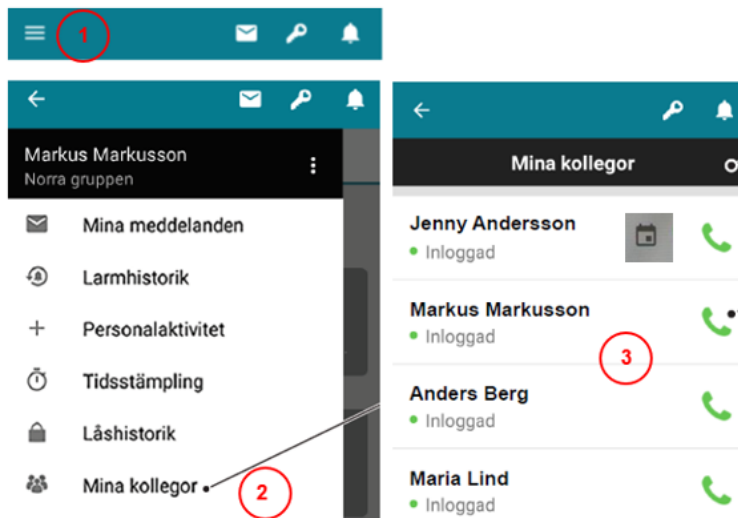 1
Markus Markusson
Norra gruppen
Mina meddelanden
Larmhistorik
Personalaktivitet
Tidsstämpling
Låshistorik
Mina kollegor
2
Mina kollegor
Jenny Andersson
Inloggad
Markus Markusson
Inloggad
3
Anders Berg
Inloggad
Maria Lind
Inloggad